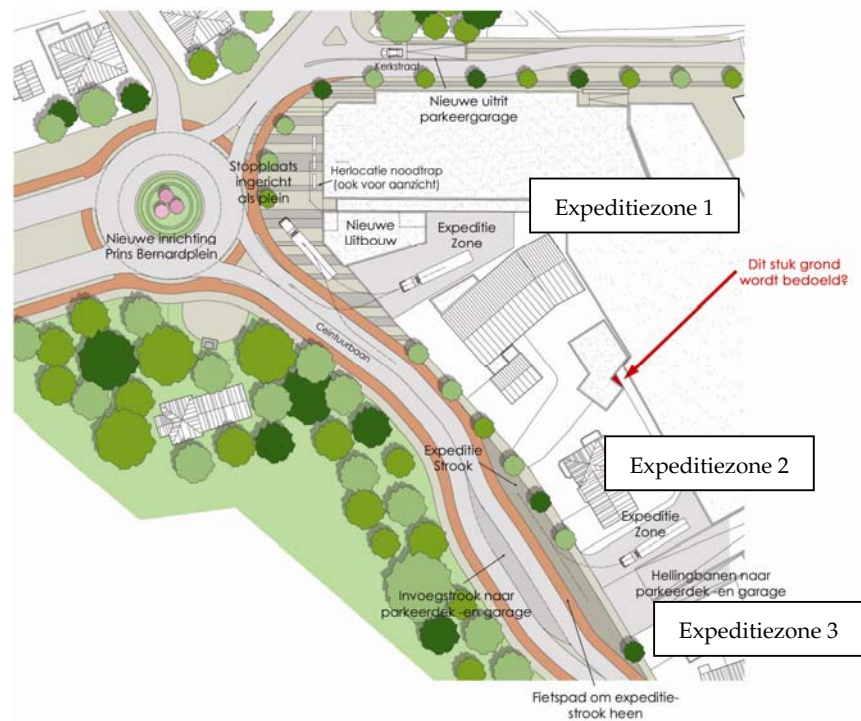 Kerkstraat
Nieuwe uitrit
parkeergarage
Stopplaats
ingericht
als plein
Herlocatie noodtrap
(ook voor aanzicht)
Expeditiezone 1
Nieuwe
Uitbouw
Expeditie
Zone
Nieuwe inrichting
Prins Bernardplein
Dit stuk grond
wordt bedoeld?
Ceintuurbaan
Expeditie
Strook
Expeditiezone 2
Expeditie
Zone
Hellingbanen naar
parkeerdek -en garage
Invoegstrook naar
parkeerdek -en garage
Expeditiezone 3
Fietspad om expeditie-
strook heen